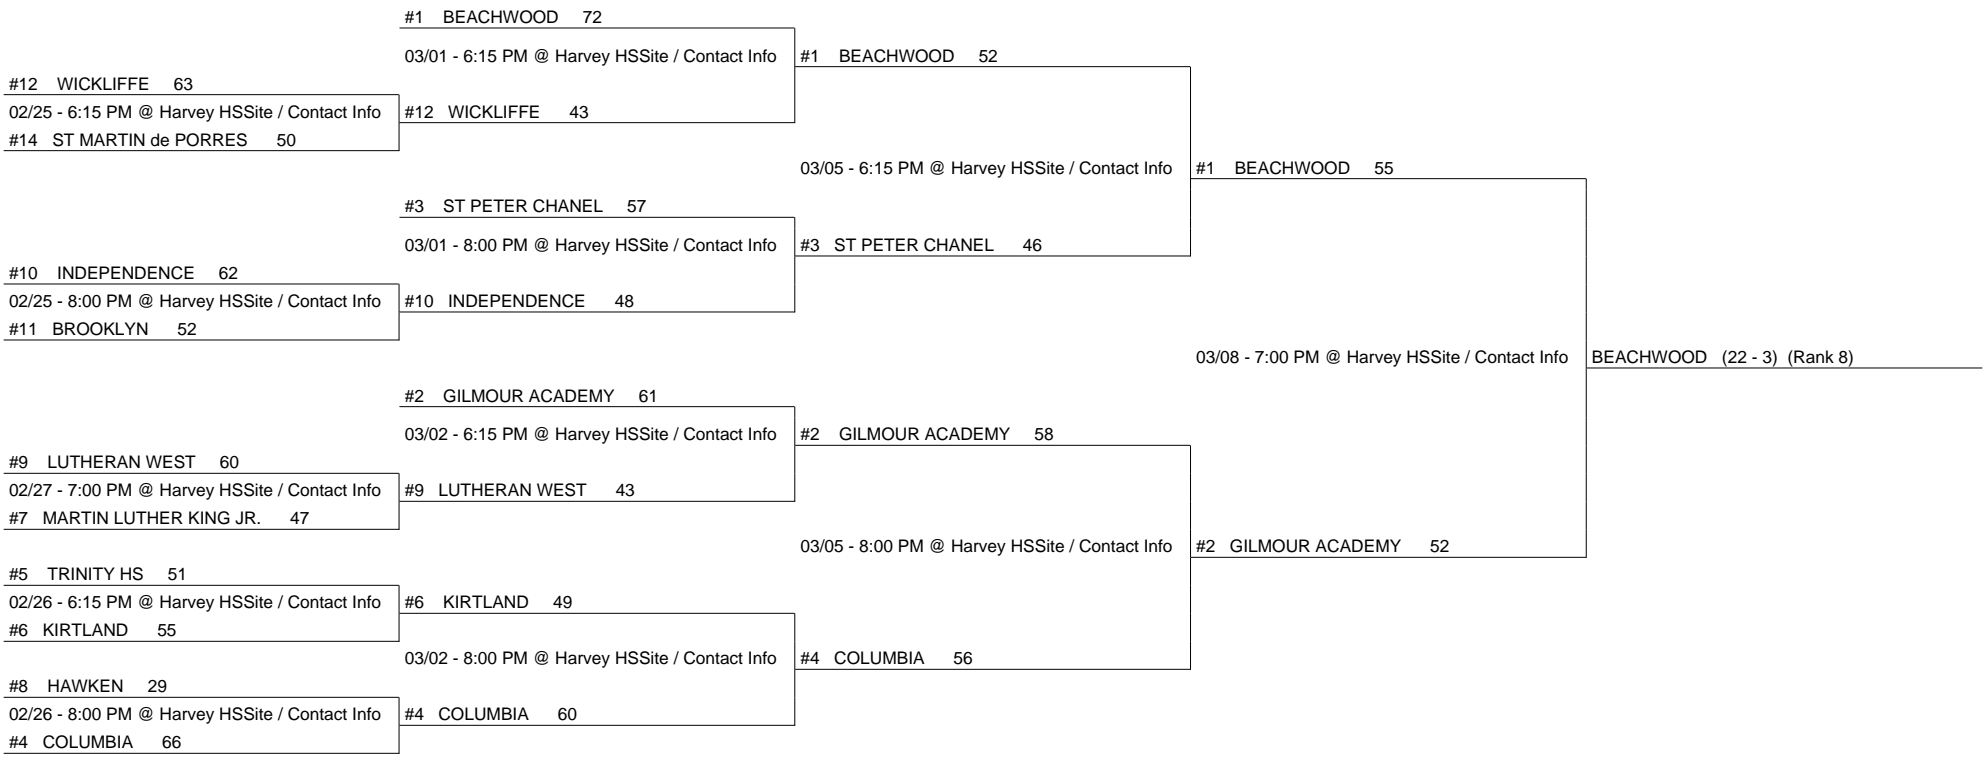 #1 BEACHWOOD 72
03/01 - 6:15 PM @ Harvey HSSite / Contact Info
#1 BEACHWOOD 52
#12 WICKLIFFE 63
02/25 - 6:15 PM @ Harvey HSSite / Contact Info
#12 WICKLIFFE 43
#14 ST MARTIN de PORRES 50
03/05 - 6:15 PM @ Harvey HSSite / Contact Info
#1 BEACHWOOD 55
#3 ST PETER CHANEL 57
03/01 - 8:00 PM @ Harvey HSSite / Contact Info
#3 ST PETER CHANEL 46
#10 INDEPENDENCE 62
02/25 - 8:00 PM @ Harvey HSSite / Contact Info
#10 INDEPENDENCE 48
#11 BROOKLYN 52
03/08 - 7:00 PM @ Harvey HSSite / Contact Info
BEACHWOOD (22 - 3) (Rank 8)
#2 GILMOUR ACADEMY 61
03/02 - 6:15 PM @ Harvey HSSite / Contact Info
#2 GILMOUR ACADEMY 58
#9 LUTHERAN WEST 60
02/27 - 7:00 PM @ Harvey HSSite / Contact Info
#9 LUTHERAN WEST 43
#7 MARTIN LUTHER KING JR. 47
03/05 - 8:00 PM @ Harvey HSSite / Contact Info
#2 GILMOUR ACADEMY 52
#5 TRINITY HS 51
02/26 - 6:15 PM @ Harvey HSSite / Contact Info
#6 KIRTLAND 49
#6 KIRTLAND 55
03/02 - 8:00 PM @ Harvey HSSite / Contact Info
#4 COLUMBIA 56
#8 HAWKEN 29
02/26 - 8:00 PM @ Harvey HSSite / Contact Info
#4 COLUMBIA 60
#4 COLUMBIA 66